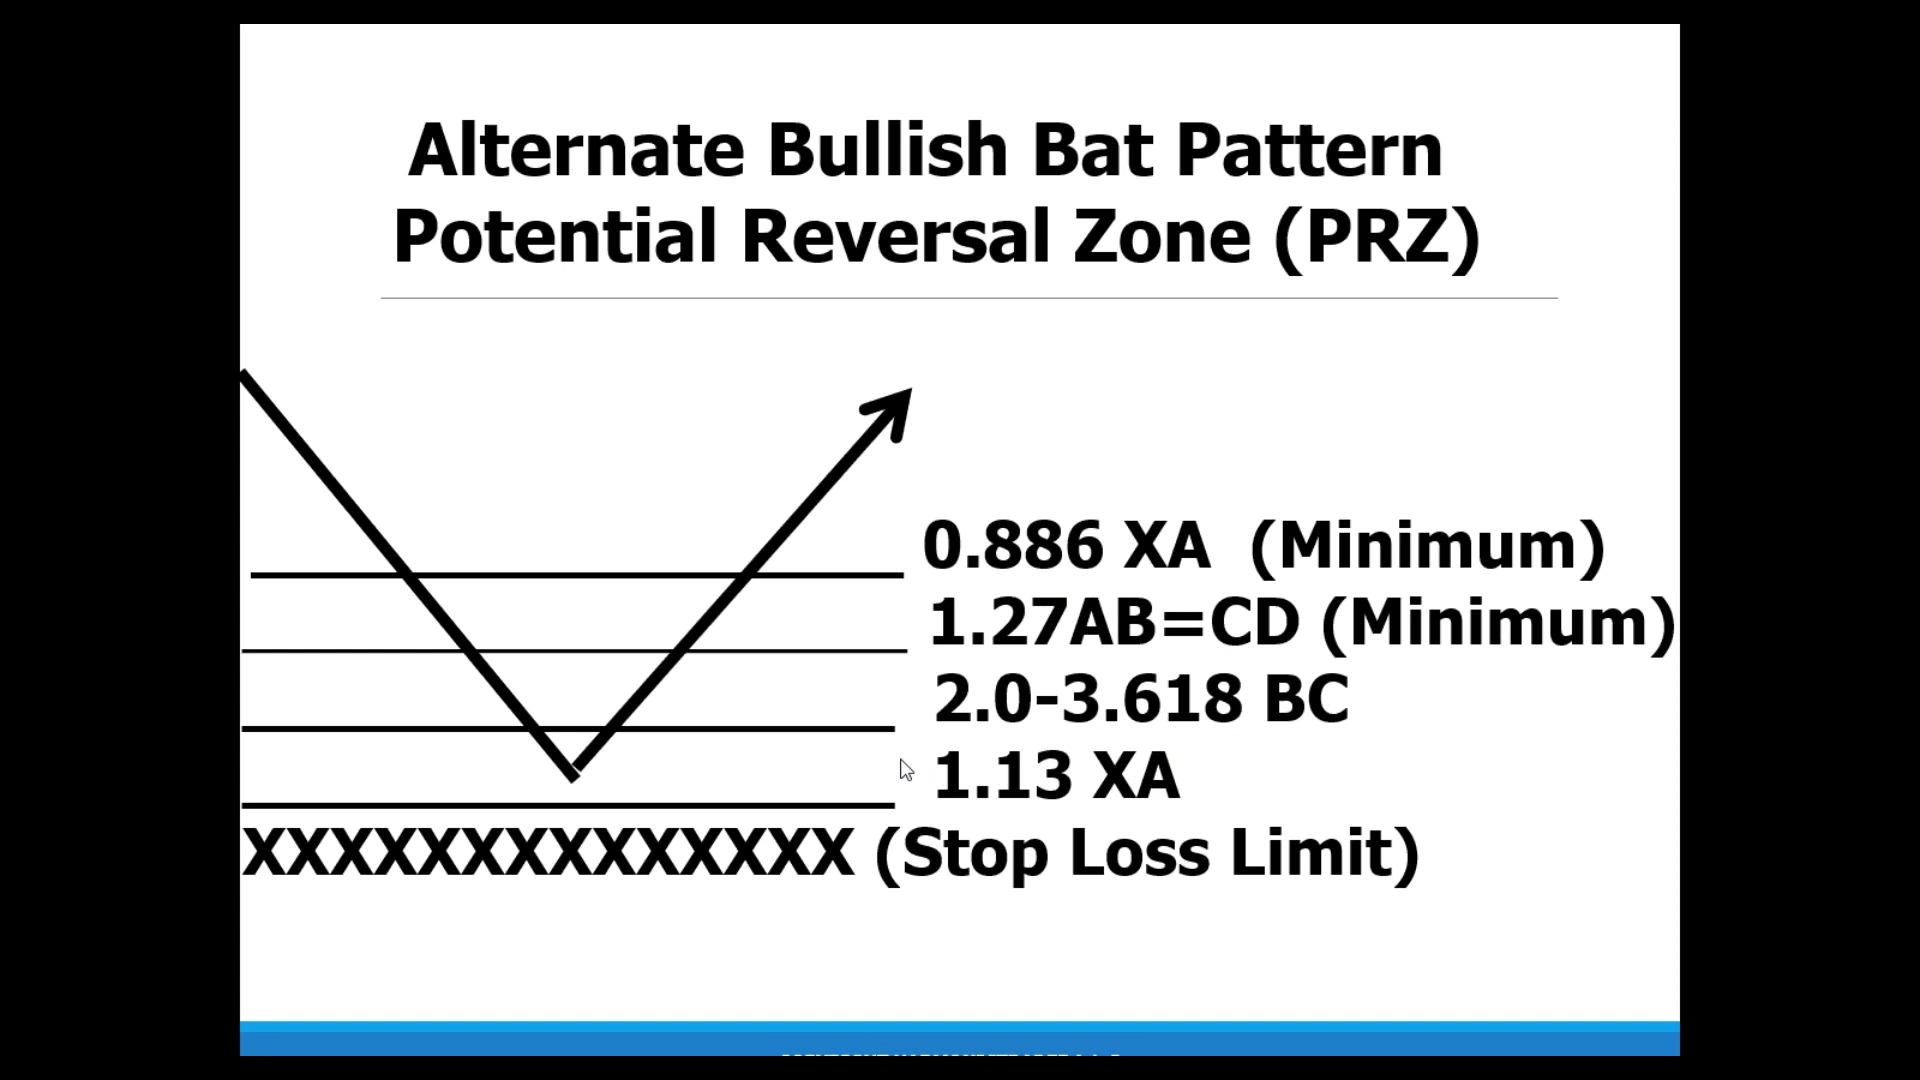 Alternate Bullish Bat Pattern
Potential Reversal Zone (PRZ)
0.886 XA (Minimum)
1.27AB=CD (Minimum)
2.0-3.618 BC
1.13 XA
XXXXXXXXXXXXXX (Stop Loss Limit)